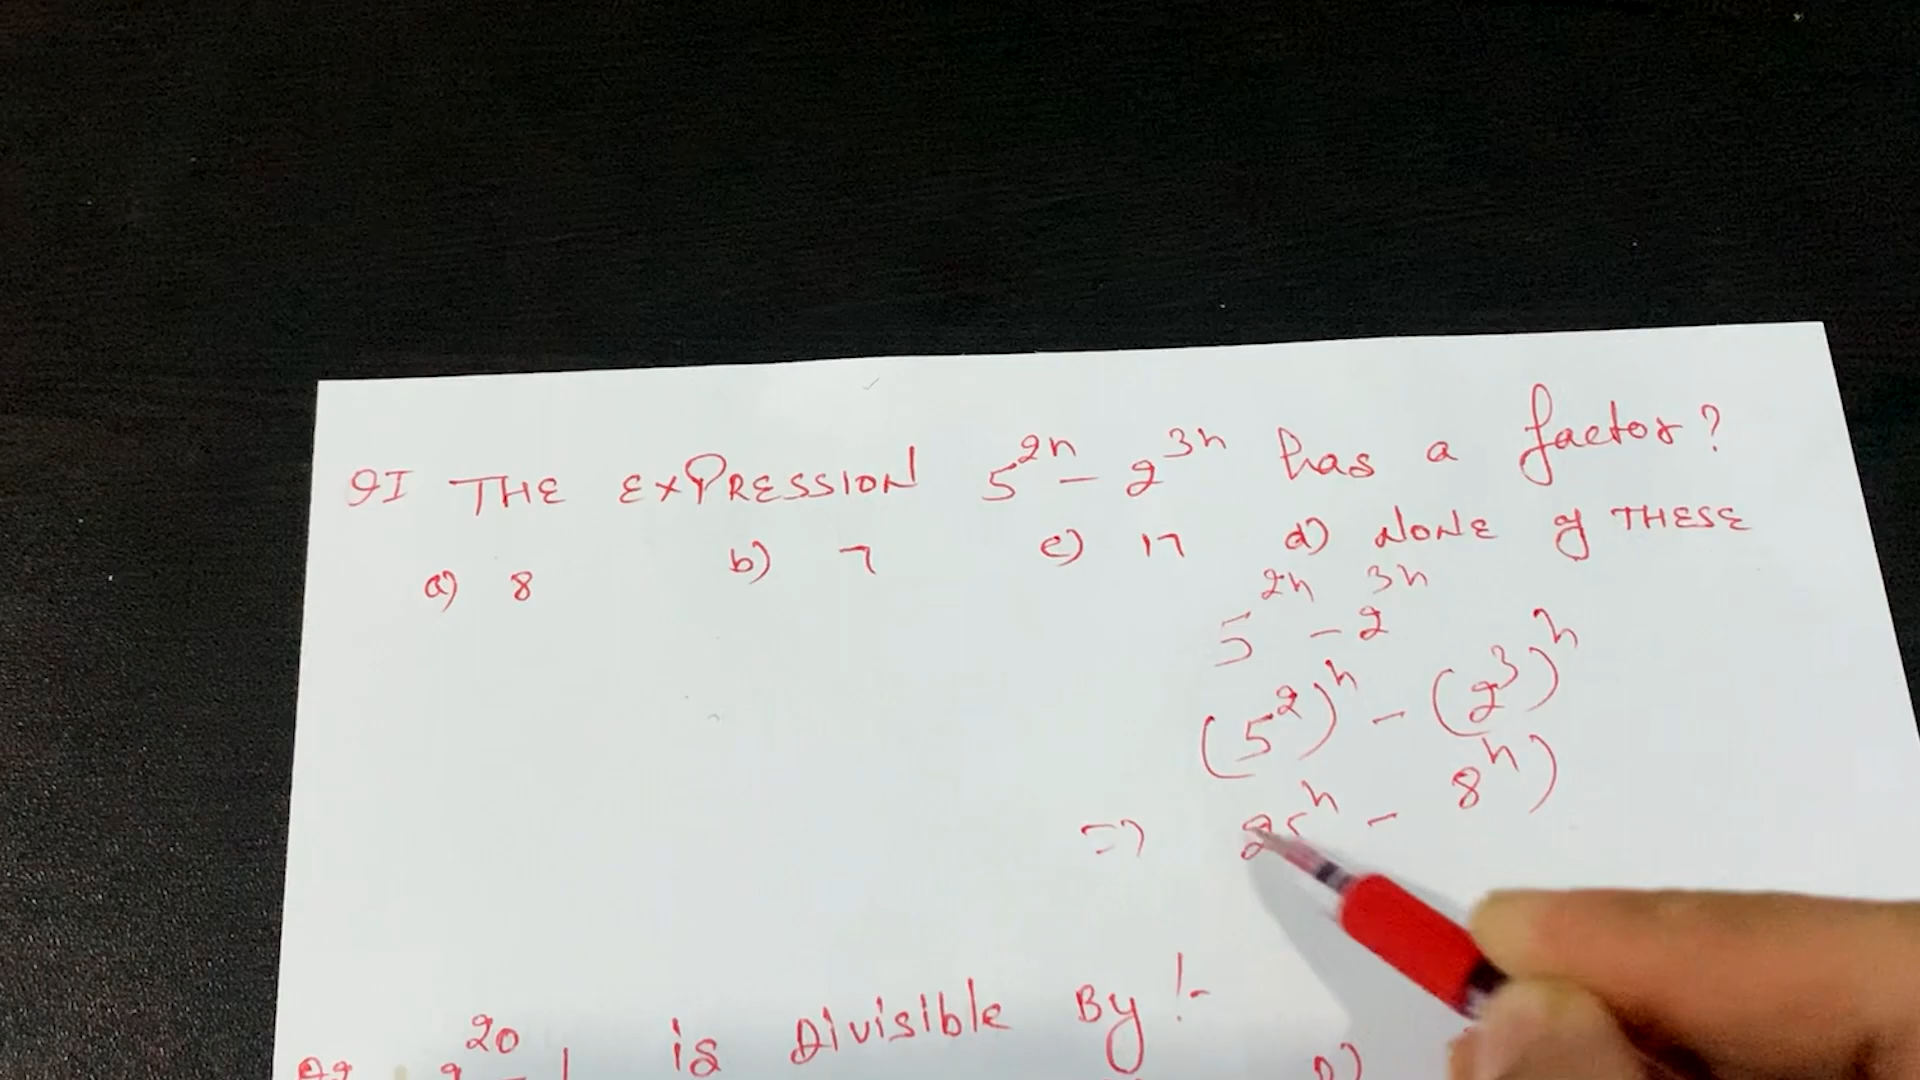 Q1 THE EXPRESSION 5^2n - 2^3n has a factor?
a) 8 b) 7 c) 17 d) NONE of THESE
5^2n - 2^3n
(5^2)^n - (2^3)^n
=> 25^n - 8^n)
20 is Divisible By!-